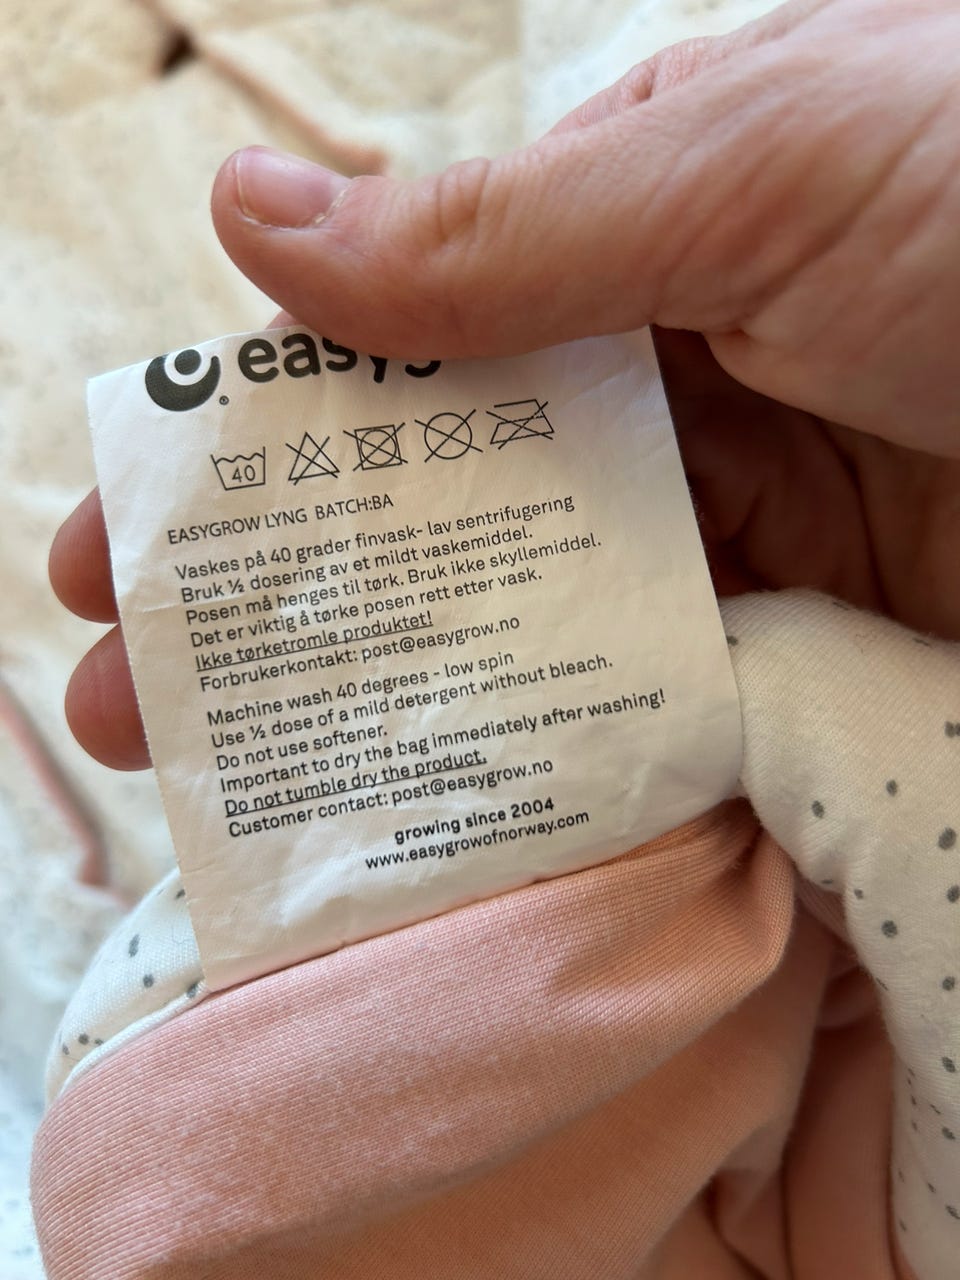 easyg
®
40
EASYGROW LYNG BATCH:BA
Vaskes på 40 grader finvask- lav sentrifugering
Bruk ½ dosering av et mildt vaskemiddel.
Posen må henges til tørk. Bruk ikke skyllemiddel.
Det er viktig å tørke posen rett etter vask.
Ikke tørketromle produktet!
Forbrukerkontakt: post@easygrow.no
Machine wash 40 degrees - low spin
Use ½ dose of a mild detergent without bleach.
Do not use softener.
Important to dry the bag immediately after washing!
Do not tumble dry the product.
Customer contact: post@easygrow.no
growing since 2004
www.easygrowofnorway.com